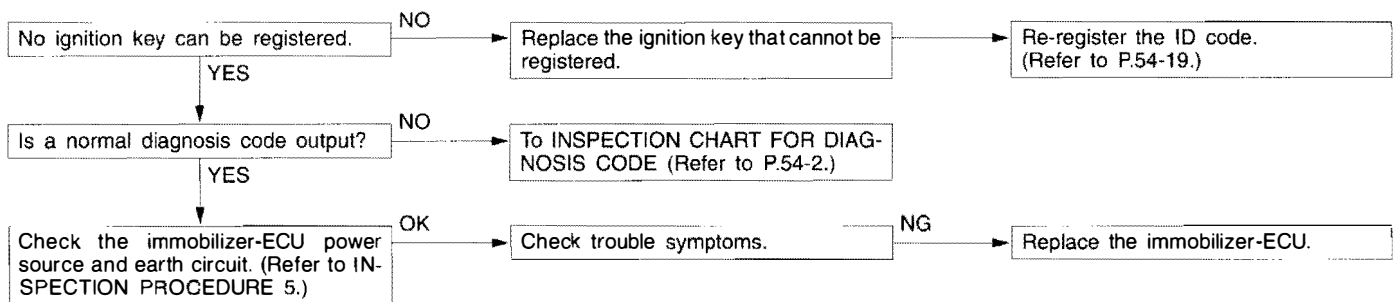 No ignition key can be registered.
NO
Replace the ignition key that cannot be
registered.
Re-register the ID code.
(Refer to P.54-19.)
YES
Is a normal diagnosis code output?
NO
To INSPECTION CHART FOR DIAG-
NOSIS CODE (Refer to P.54-2.)
YES
Check the immobilizer-ECU power
source and earth circuit. (Refer to IN-
SPECTION PROCEDURE 5.)
OK
Check trouble symptoms.
NG
Replace the immobilizer-ECU.